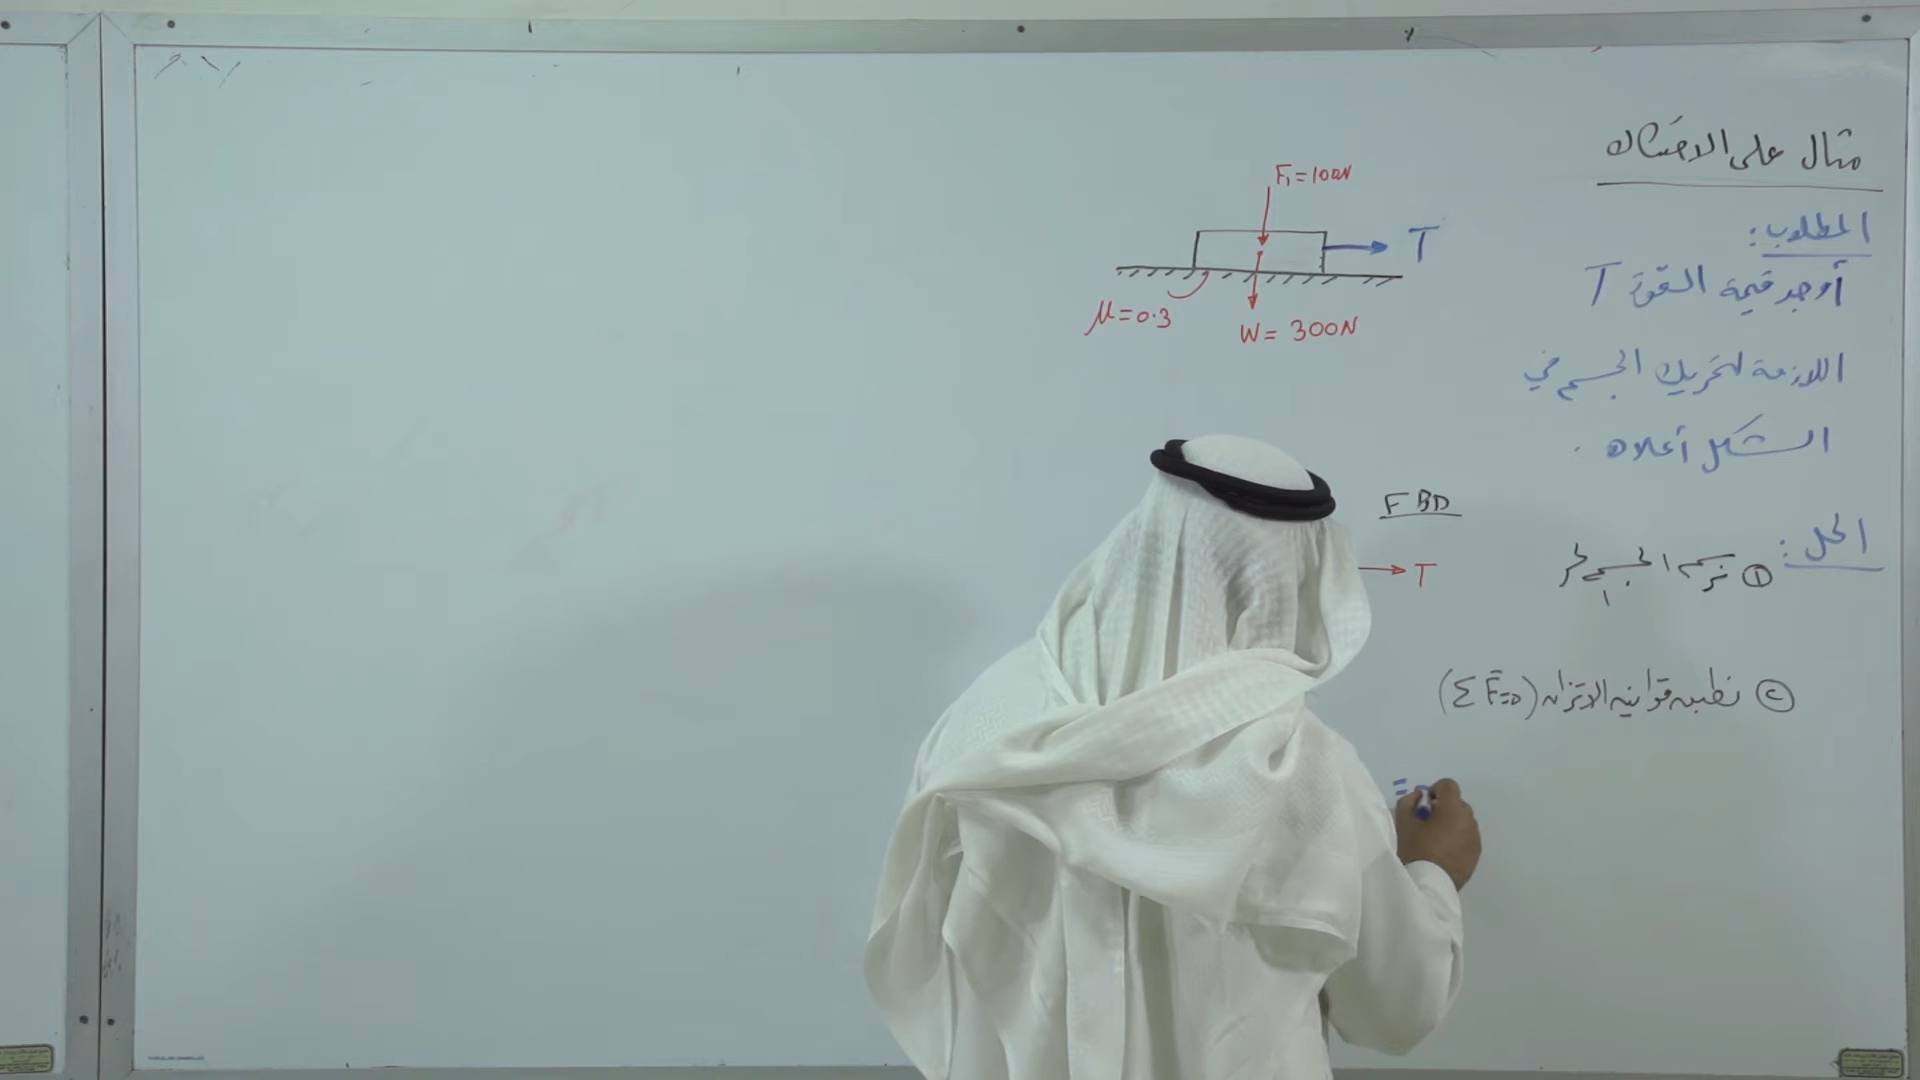 مثال على الاحتكاك
المطلوب:
أوجد قيمة القوة T
اللازمة لتحريك الجسم في
الشكل أعلاه.
F₁ = 100N
T
μ = 0.3
W = 300N
الحل:
① نرسم الجسم الحر
FBD
T
② نطبق قوانين الاتزان (Σ F̄ = 0)
=